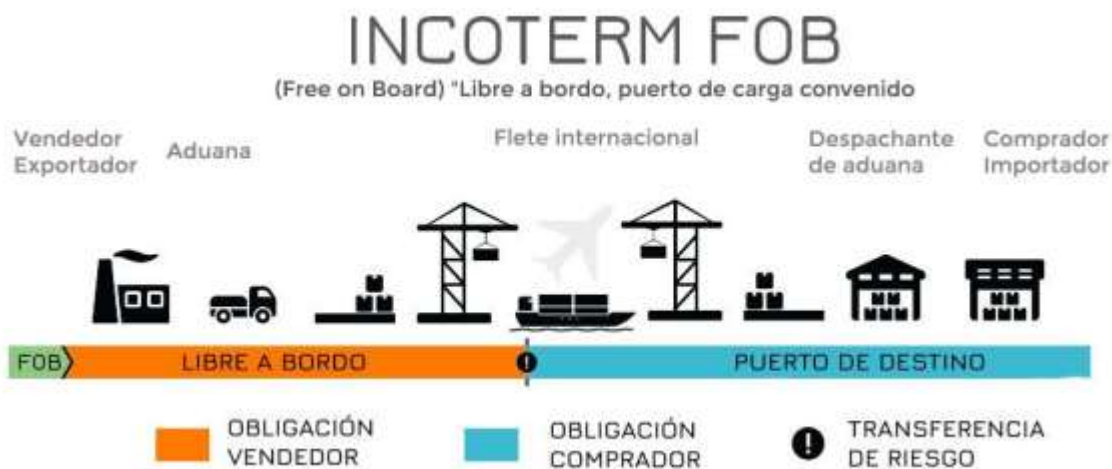 INCOTERM FOB
(Free on Board) "Libre a bordo, puerto de carga convenido
Vendedor
Exportador
Aduana
Flete internacional
Despachante
de aduana
Comprador
Importador
FOB
LIBRE A BORDO
!
PUERTO DE DESTINO
OBLIGACIÓN
VENDEDOR
OBLIGACIÓN
COMPRADOR
!
TRANSFERENCIA
DE RIESGO